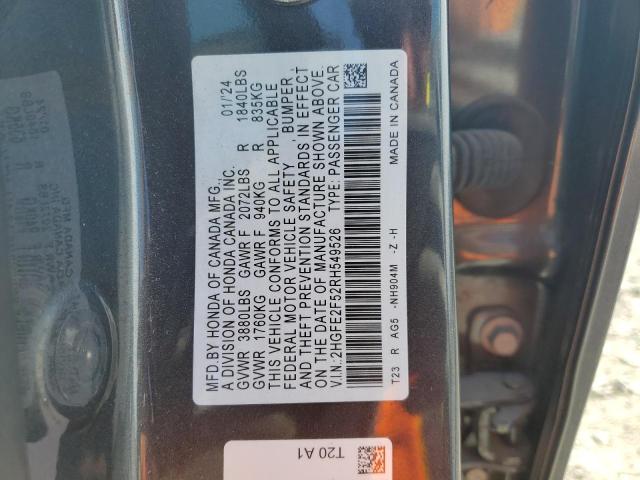 MFD.BY HONDA OF CANADA MFG.,
A DIVISION OF HONDA CANADA INC. 01/'24
GVWR 3880LBS GAWR F 2072LBS R 1840LBS
GVWR 1760KG GAWR F 940KG R 835KG
THIS VEHICLE CONFORMS TO ALL APPLICABLE
FEDERAL MOTOR VEHICLE SAFETY, BUMPER,
AND THEFT PREVENTION STANDARDS IN EFFECT
ON THE DATE OF MANUFACTURE SHOWN ABOVE.
V.I.N.:2HGFE2F52RH549526 TYPE: PASSENGER CAR
T23 R AG5 -NH904M -Z -H MADE IN CANADA
T20 A1